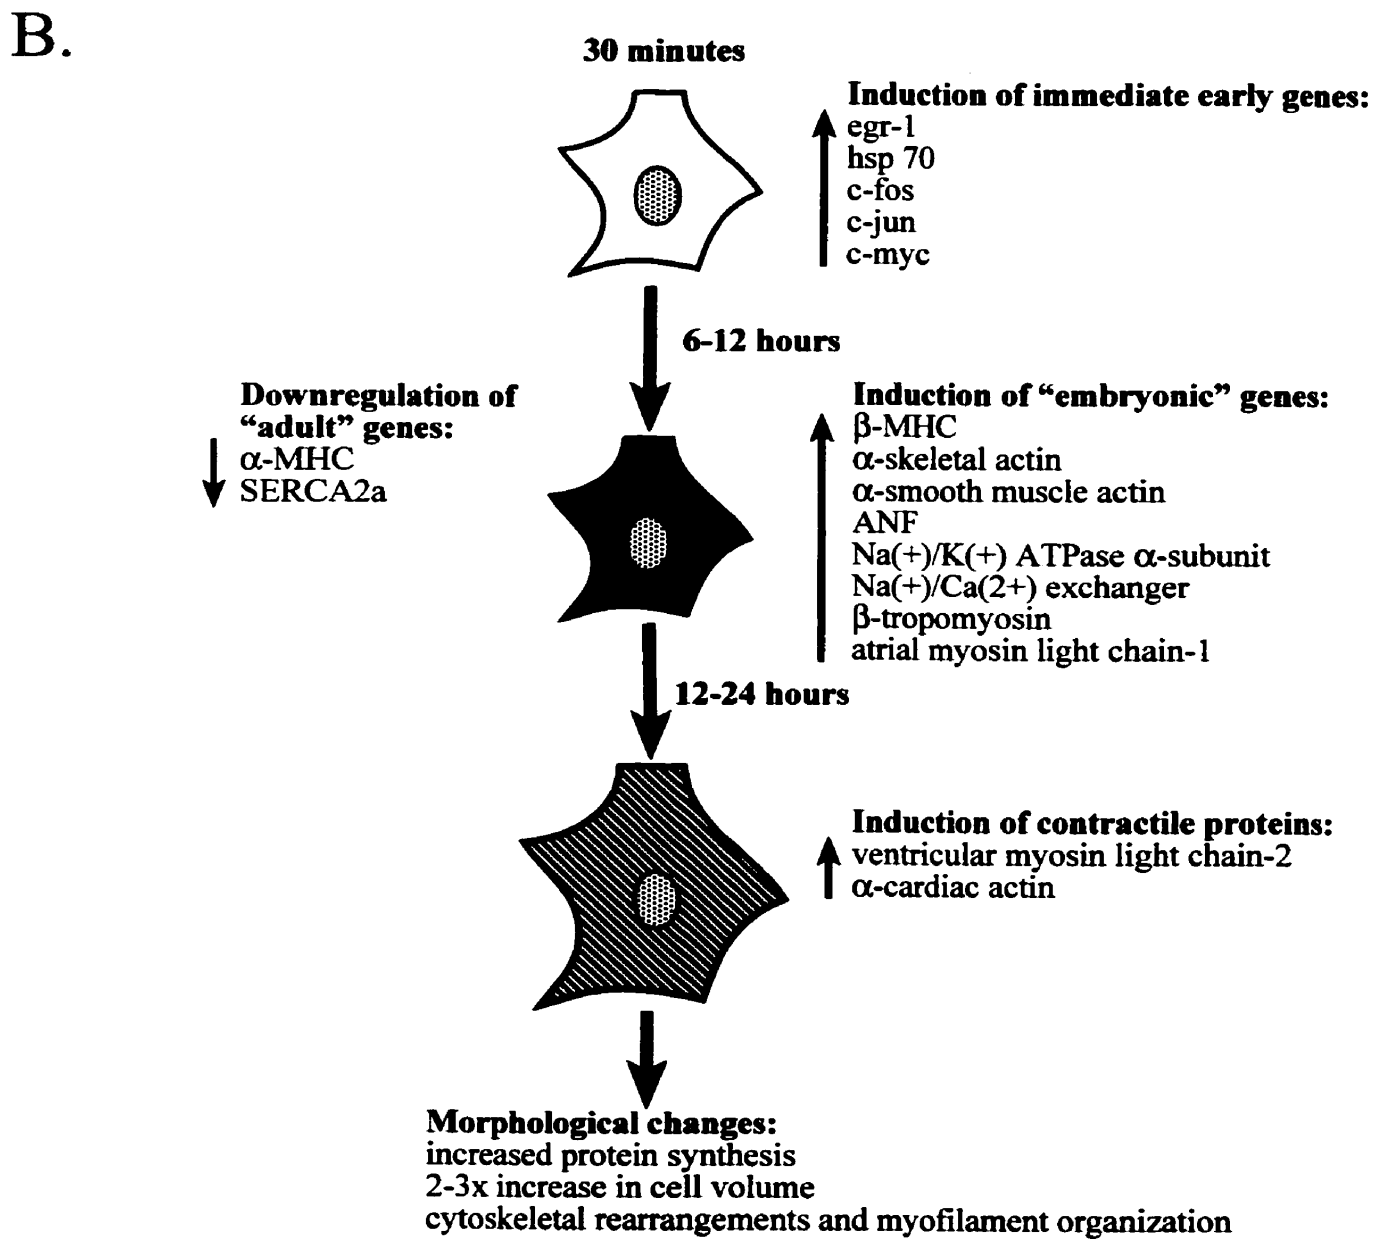 B.
30 minutes
Induction of immediate early genes:
egr-1
hsp 70
c-fos
c-jun
c-myc
6-12 hours
Downregulation of
“adult” genes:
α-MHC
SERCA2a
Induction of “embryonic” genes:
β-MHC
α-skeletal actin
α-smooth muscle actin
ANF
Na(+)/K(+) ATPase α-subunit
Na(+)/Ca(2+) exchanger
β-tropomyosin
atrial myosin light chain-1
12-24 hours
Induction of contractile proteins:
ventricular myosin light chain-2
α-cardiac actin
Morphological changes:
increased protein synthesis
2-3x increase in cell volume
cytoskeletal rearrangements and myofilament organization